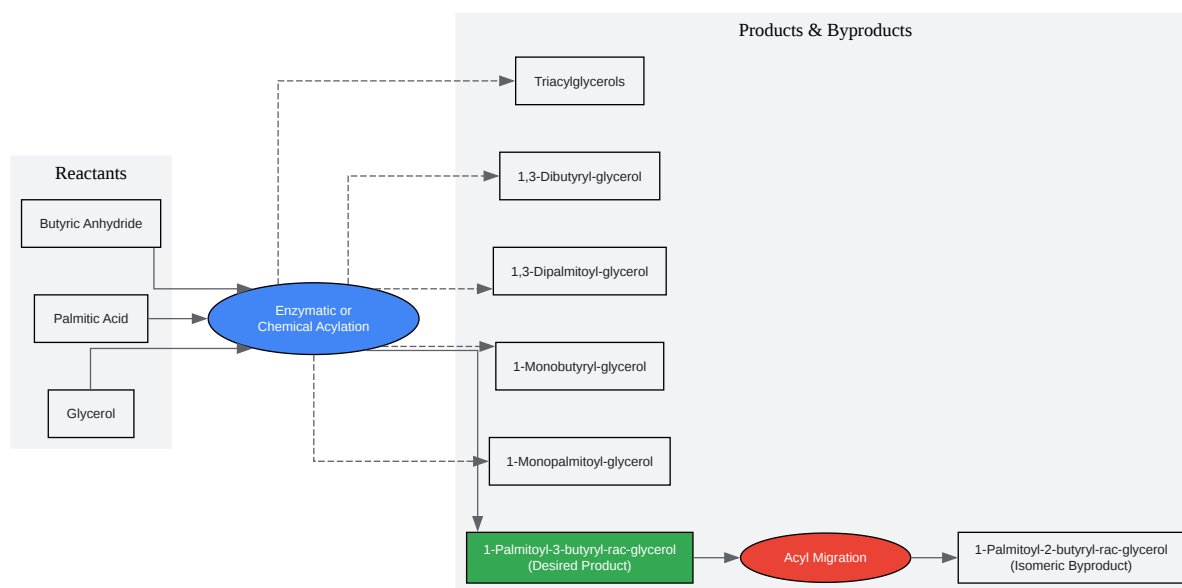 Products & Byproducts
Triacylglycerols
Reactants
1,3-Dibutyryl-glycerol
Butyric Anhydride
1,3-Dipalmitoyl-glycerol
Enzymatic or
Chemical Acylation
Palmitic Acid
1-Monobutyryl-glycerol
Glycerol
1-Monopalmitoyl-glycerol
1-Palmitoyl-3-butyryl-rac-glycerol
(Desired Product)
Acyl Migration
1-Palmitoyl-2-butyryl-rac-glycerol
(Isomeric Byproduct)